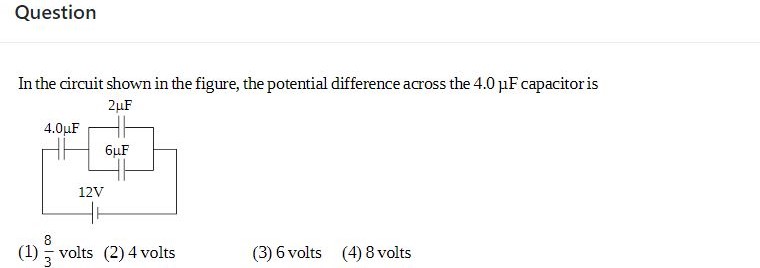 Question
In the circuit shown in the figure, the potential difference across the 4.0 μF capacitor is
2μF
4.0μF
6μF
12V
(1) 8/3 volts (2) 4 volts (3) 6 volts (4) 8 volts